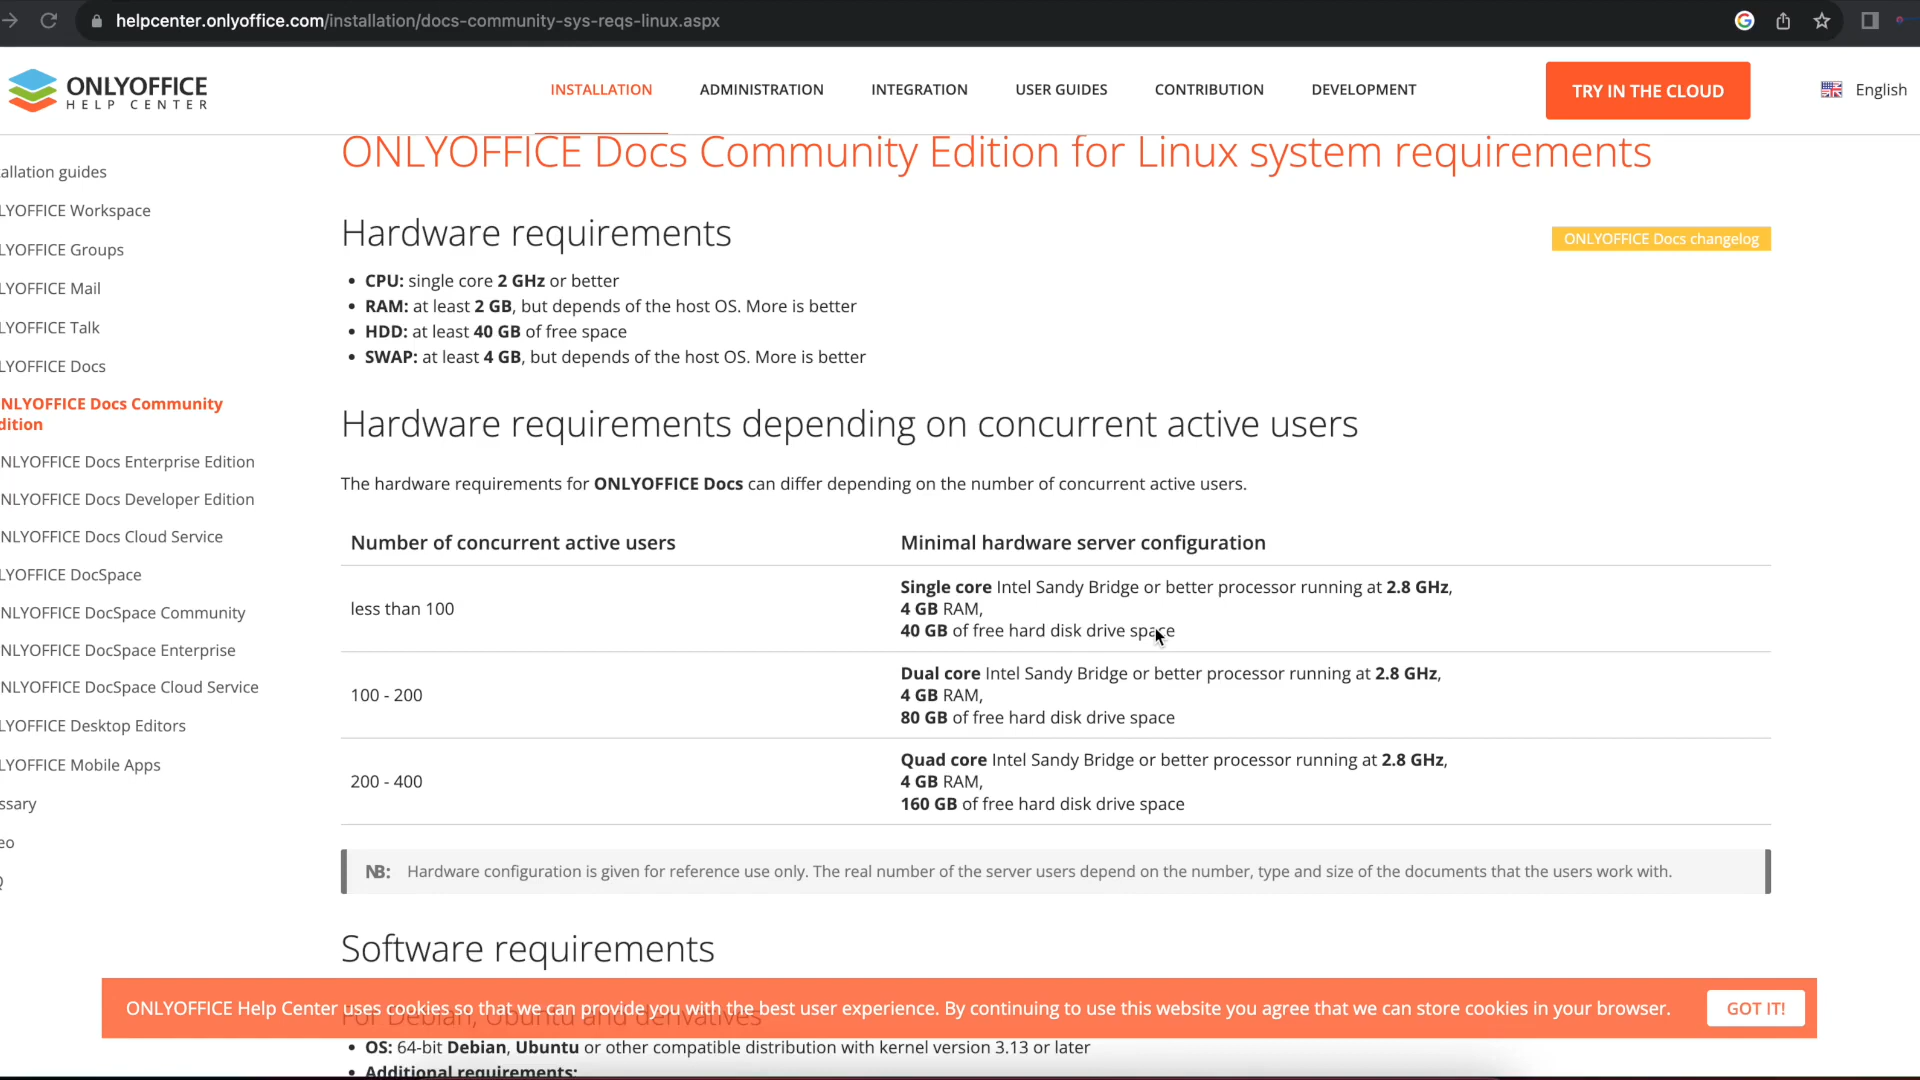 helpcenter.onlyoffice.com/installation/docs-community-sys-reqs-linux.aspx
ONLYOFFICE
HELP CENTER
INSTALLATION
ADMINISTRATION
INTEGRATION
USER GUIDES
CONTRIBUTION
DEVELOPMENT
TRY IN THE CLOUD
English
allation guides
LYOFFICE Workspace
LYOFFICE Groups
LYOFFICE Mail
LYOFFICE Talk
LYOFFICE Docs
NLYOFFICE Docs Community
dition
NLYOFFICE Docs Enterprise Edition
NLYOFFICE Docs Developer Edition
NLYOFFICE Docs Cloud Service
LYOFFICE DocSpace
NLYOFFICE DocSpace Community
NLYOFFICE DocSpace Enterprise
NLYOFFICE DocSpace Cloud Service
LYOFFICE Desktop Editors
LYOFFICE Mobile Apps
ssary
eo
Q
ONLYOFFICE Docs Community Edition for Linux system requirements
Hardware requirements
ONLYOFFICE Docs changelog
• CPU: single core 2 GHz or better
• RAM: at least 2 GB, but depends of the host OS. More is better
• HDD: at least 40 GB of free space
• SWAP: at least 4 GB, but depends of the host OS. More is better
Hardware requirements depending on concurrent active users
The hardware requirements for ONLYOFFICE Docs can differ depending on the number of concurrent active users.
Number of concurrent active users
Minimal hardware server configuration
less than 100
Single core Intel Sandy Bridge or better processor running at 2.8 GHz,
4 GB RAM,
40 GB of free hard disk drive space
100 - 200
Dual core Intel Sandy Bridge or better processor running at 2.8 GHz,
4 GB RAM,
80 GB of free hard disk drive space
200 - 400
Quad core Intel Sandy Bridge or better processor running at 2.8 GHz,
4 GB RAM,
160 GB of free hard disk drive space
NB: Hardware configuration is given for reference use only. The real number of the server users depend on the number, type and size of the documents that the users work with.
Software requirements
ONLYOFFICE Help Center uses cookies so that we can provide you with the best user experience. By continuing to use this website you agree that we can store cookies in your browser.
GOT IT!
For Debian, Ubuntu and derivatives
• OS: 64-bit Debian, Ubuntu or other compatible distribution with kernel version 3.13 or later
• Additional requirements: